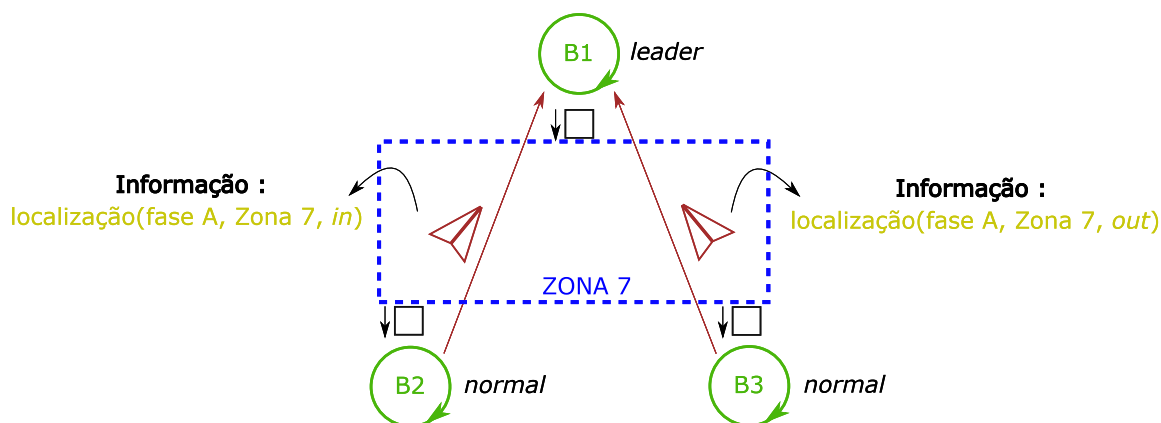 B1 leader
Informação :
localização(fase A, Zona 7, in)
Informação :
localização(fase A, Zona 7, out)
ZONA 7
B2 normal
B3 normal